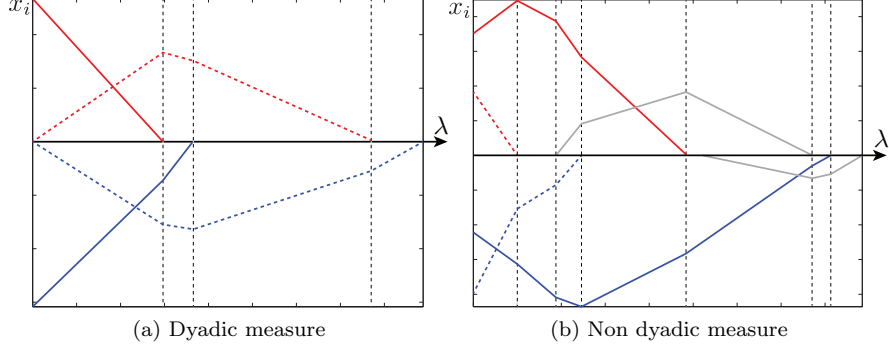 x_i
λ
x_i
λ
(a) Dyadic measure
(b) Non dyadic measure